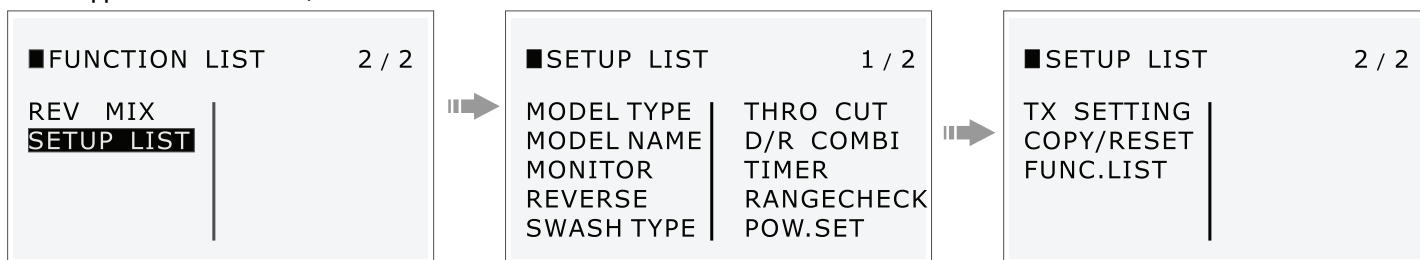 ■FUNCTION LIST 2/2
REV MIX
SETUP LIST
■SETUP LIST 1/2
MODEL TYPE THRO CUT
MODEL NAME D/R COMBI
MONITOR TIMER
REVERSE RANGECHECK
SWASH TYPE POW.SET
■SETUP LIST 2/2
TX SETTING
COPY/RESET
FUNC.LIST